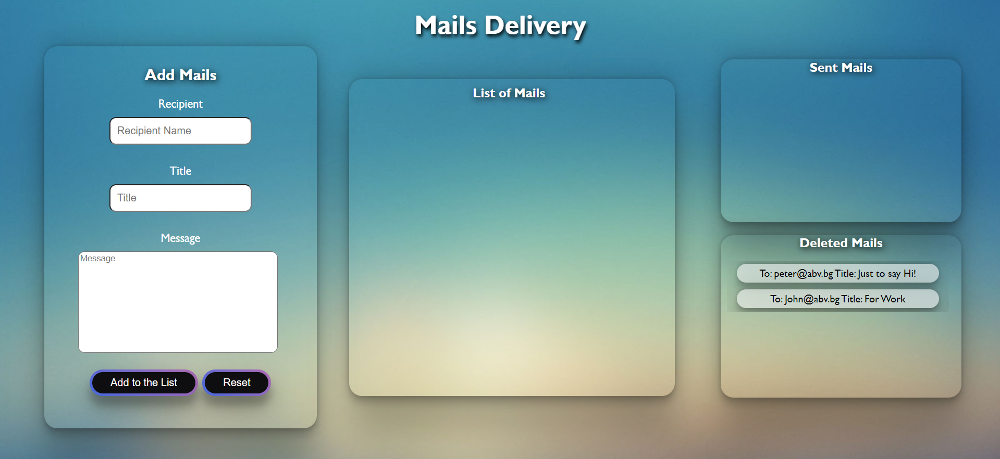 Mails Delivery
Add Mails
Recipient
Recipient Name
Title
Title
Message
Message...
Add to the List
Reset
List of Mails
Sent Mails
Deleted Mails
To: peter@abv.bg Title: Just to say Hi!
To: John@abv.bg Title: For Work